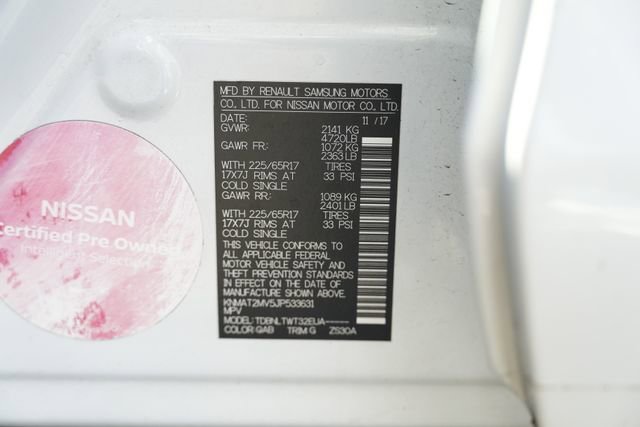 MFD BY RENAULT SAMSUNG MOTORS
CO., LTD. FOR NISSAN MOTOR CO., LTD.
DATE: 11 / 17
GVWR: 2141 KG
4720LB
GAWR FR: 1072 KG
2363 LB
WITH 225/65R17 TIRES
17X7J RIMS AT 33 PSI
COLD SINGLE
GAWR RR: 1089 KG
2401 LB
WITH 225/65R17 TIRES
17X7J RIMS AT 33 PSI
COLD SINGLE
THIS VEHICLE CONFORMS TO
ALL APPLICABLE FEDERAL
MOTOR VEHICLE SAFETY AND
THEFT PREVENTION STANDARDS
IN EFFECT ON THE DATE OF
MANUFACTURE SHOWN ABOVE.
KNMAT2MV5JP533631
MPV
MODEL: TDBNLTWT32EUA-----
COLOR: QAB TRIM G ZS30A
NISSAN
Certified Pre Owned
Intelligent Selection